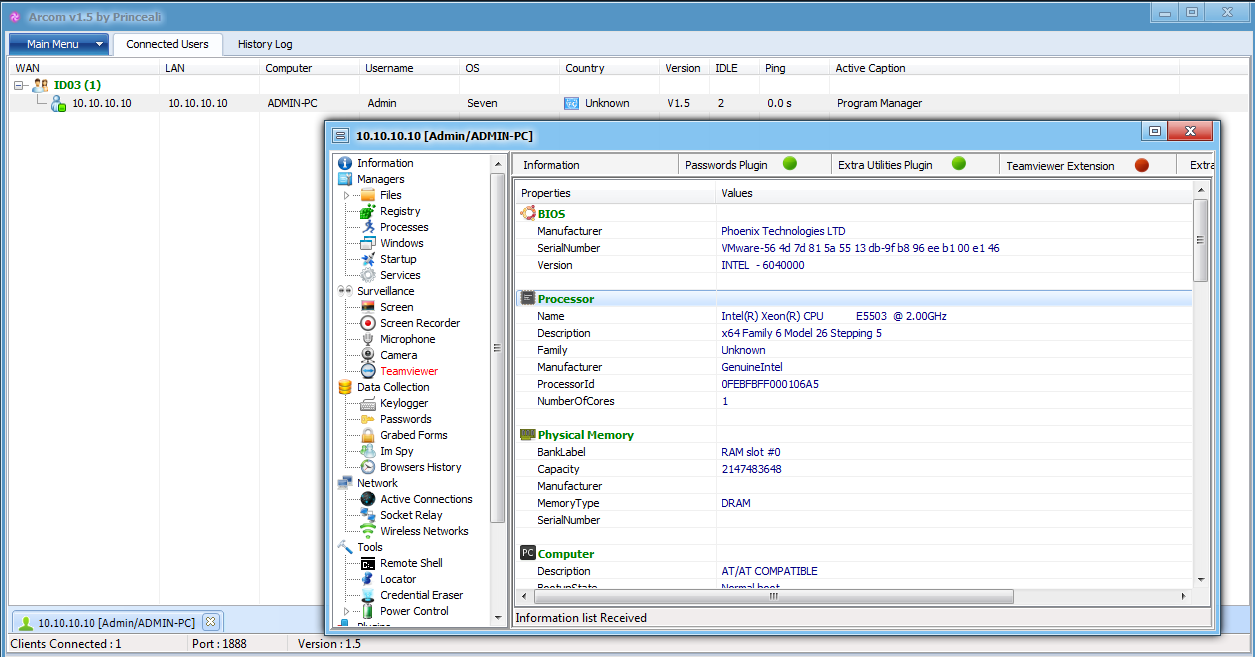 Arcom v1.5 by Princeali
Main Menu Connected Users History Log
WAN LAN Computer Username OS Country Version IDLE Ping Active Caption
ID03 (1)
10.10.10.10 10.10.10.10 ADMIN-PC Admin Seven Unknown V1.5 2 0.0 s Program Manager
10.10.10.10 [Admin/ADMIN-PC]
Information
Managers
Files
Registry
Processes
Windows
Startup
Services
Surveillance
Screen
Screen Recorder
Microphone
Camera
Teamviewer
Data Collection
Keylogger
Passwords
Grabed Forms
Im Spy
Browsers History
Network
Active Connections
Socket Relay
Wireless Networks
Tools
Remote Shell
Locator
Credential Eraser
Power Control
Plugins
Information Passwords Plugin Extra Utilities Plugin Teamviewer Extension Extra
Properties Values
BIOS
Manufacturer Phoenix Technologies LTD
SerialNumber VMware-56 4d 7d 81 5a 55 13 db-9f b8 96 ee b1 00 e1 46
Version INTEL - 6040000
Processor
Name Intel(R) Xeon(R) CPU E5503 @ 2.00GHz
Description x64 Family 6 Model 26 Stepping 5
Family Unknown
Manufacturer GenuineIntel
ProcessorId 0FEBFBFF000106A5
NumberOfCores 1
Physical Memory
BankLabel RAM slot #0
Capacity 2147483648
Manufacturer
MemoryType DRAM
SerialNumber
PC Computer
Description AT/AT COMPATIBLE
BootupState Normal boot
Information list Received
10.10.10.10 [Admin/ADMIN-PC]
Clients Connected : 1 Port : 1888 Version : 1.5